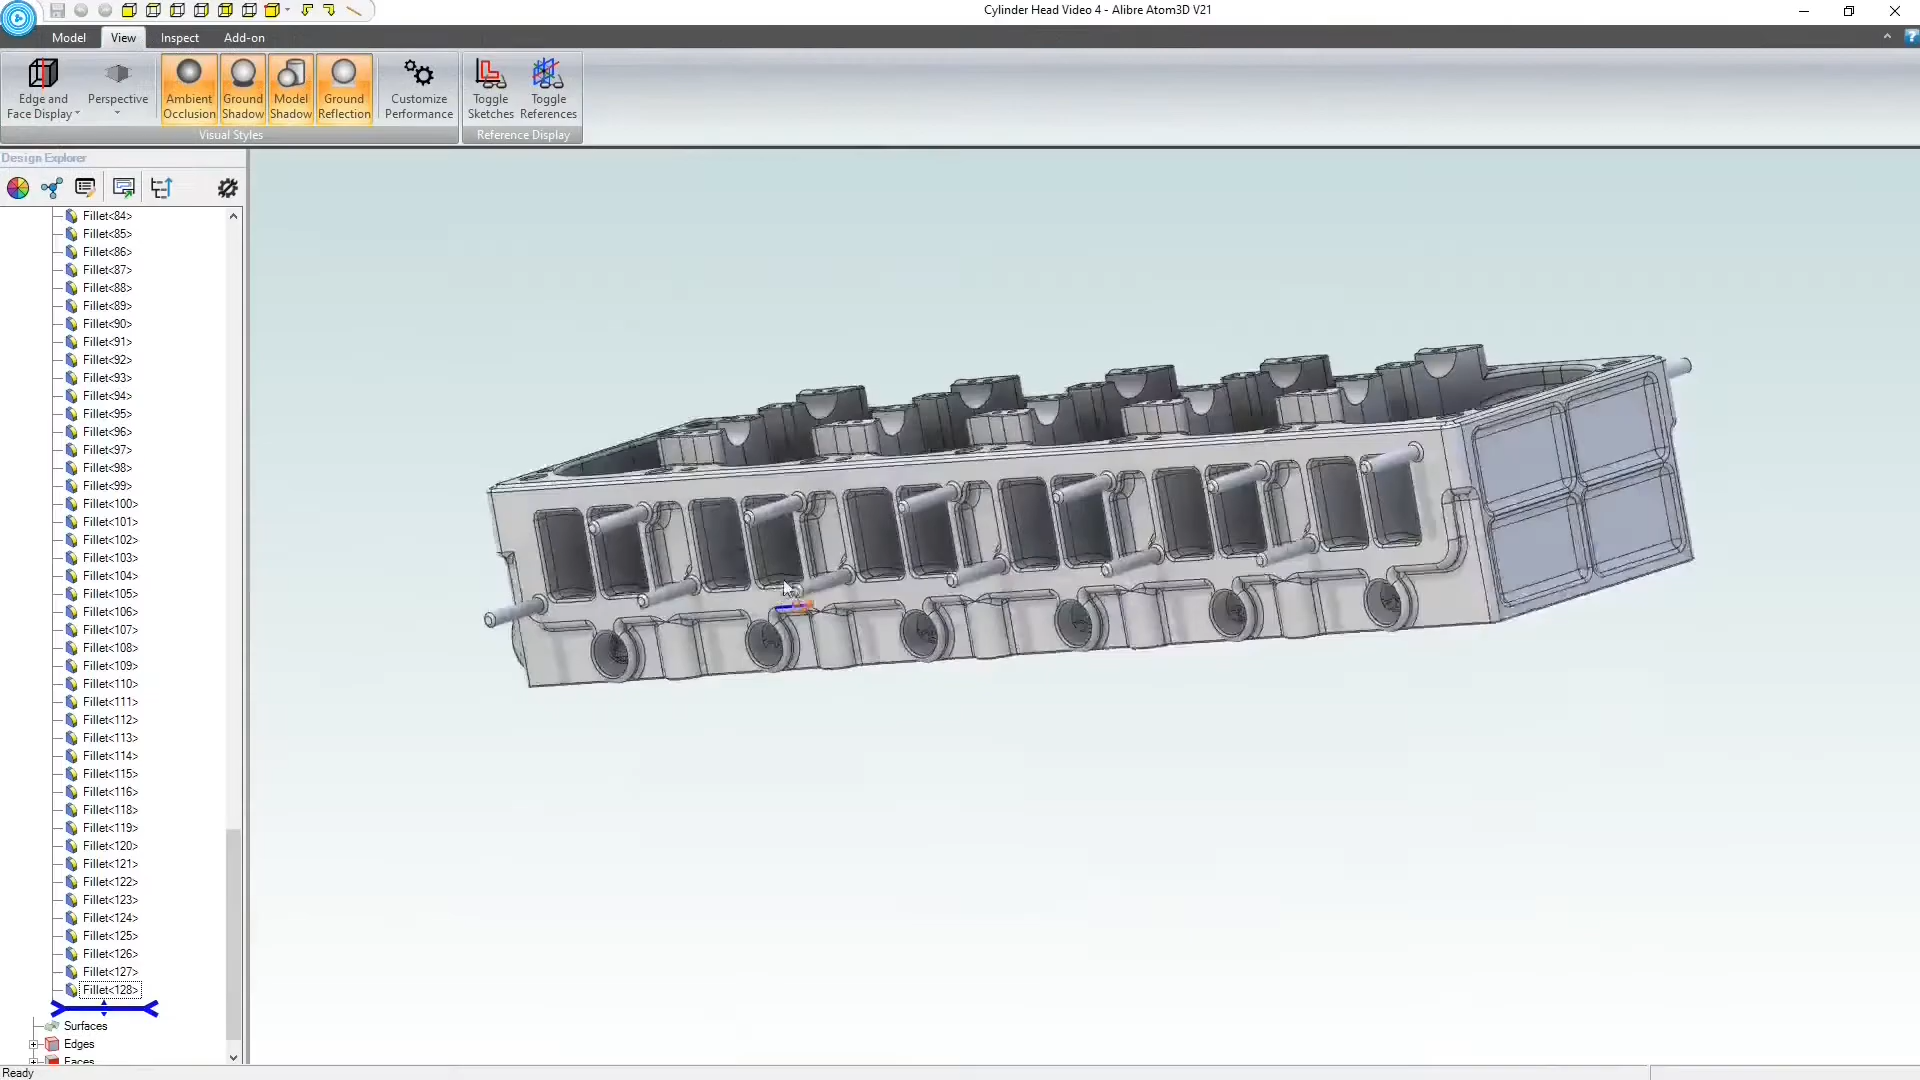 Cylinder Head Video 4 - Alibre Atom3D V21
Model View Inspect Add-on
Edge and Face Display
Perspective
Ambient Occlusion
Ground Shadow
Model Shadow
Ground Reflection
Customize Performance
Toggle Sketches
Toggle References
Visual Styles
Reference Display
Design Explorer
Fillet<84>
Fillet<85>
Fillet<86>
Fillet<87>
Fillet<88>
Fillet<89>
Fillet<90>
Fillet<91>
Fillet<92>
Fillet<93>
Fillet<94>
Fillet<95>
Fillet<96>
Fillet<97>
Fillet<98>
Fillet<99>
Fillet<100>
Fillet<101>
Fillet<102>
Fillet<103>
Fillet<104>
Fillet<105>
Fillet<106>
Fillet<107>
Fillet<108>
Fillet<109>
Fillet<110>
Fillet<111>
Fillet<112>
Fillet<113>
Fillet<114>
Fillet<115>
Fillet<116>
Fillet<118>
Fillet<119>
Fillet<120>
Fillet<121>
Fillet<122>
Fillet<123>
Fillet<124>
Fillet<125>
Fillet<126>
Fillet<127>
Fillet<128>
Surfaces
Edges
Faces
Ready